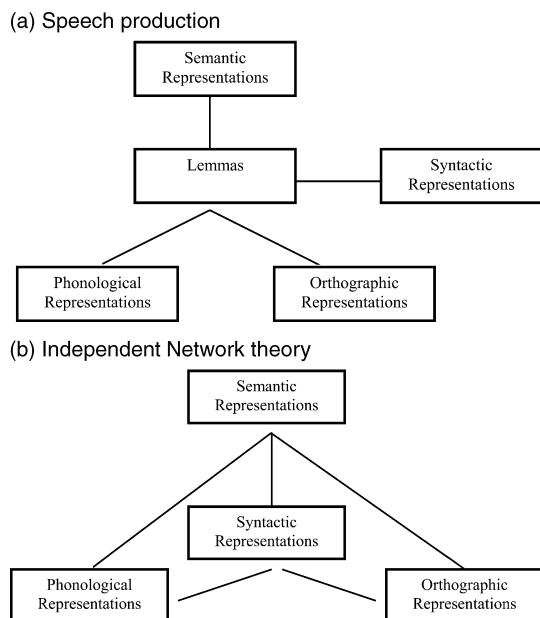 (a) Speech production
Semantic
Representations
Lemmas
Syntactic
Representations
Phonological
Representations
Orthographic
Representations
(b) Independent Network theory
Semantic
Representations
Syntactic
Representations
Phonological
Representations
Orthographic
Representations